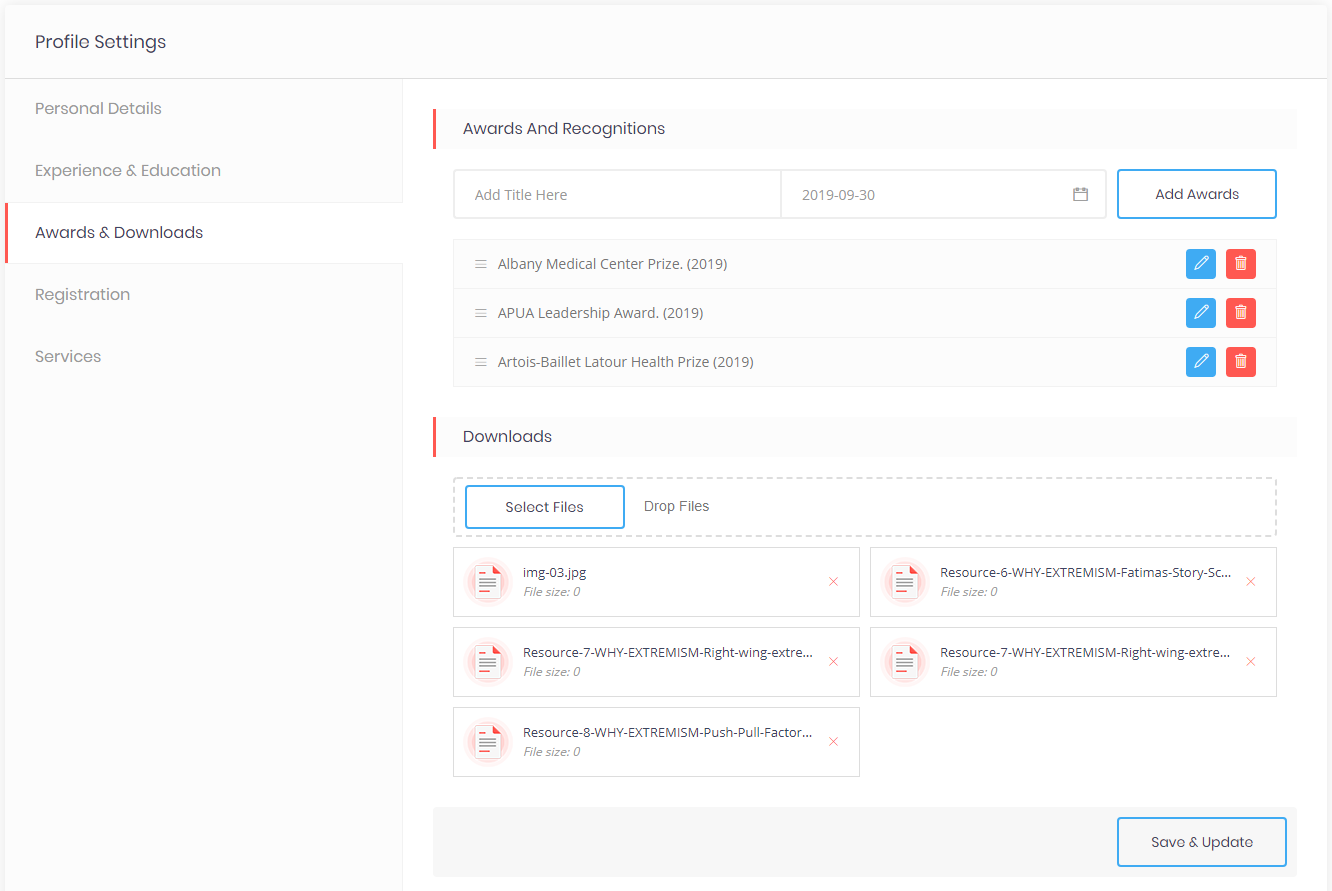 Profile Settings
Personal Details
Experience & Education
Awards & Downloads
Registration
Services
Awards And Recognitions
Add Title Here
2019-09-30
Add Awards
Albany Medical Center Prize. (2019)
APUA Leadership Award. (2019)
Artois-Baillet Latour Health Prize (2019)
Downloads
Select Files
Drop Files
img-03.jpg
File size: 0
Resource-6-WHY-EXTREMISM-Fatimas-Story-Sc...
File size: 0
Resource-7-WHY-EXTREMISM-Right-wing-extre...
File size: 0
Resource-7-WHY-EXTREMISM-Right-wing-extre...
File size: 0
Resource-8-WHY-EXTREMISM-Push-Pull-Factor...
File size: 0
Save & Update